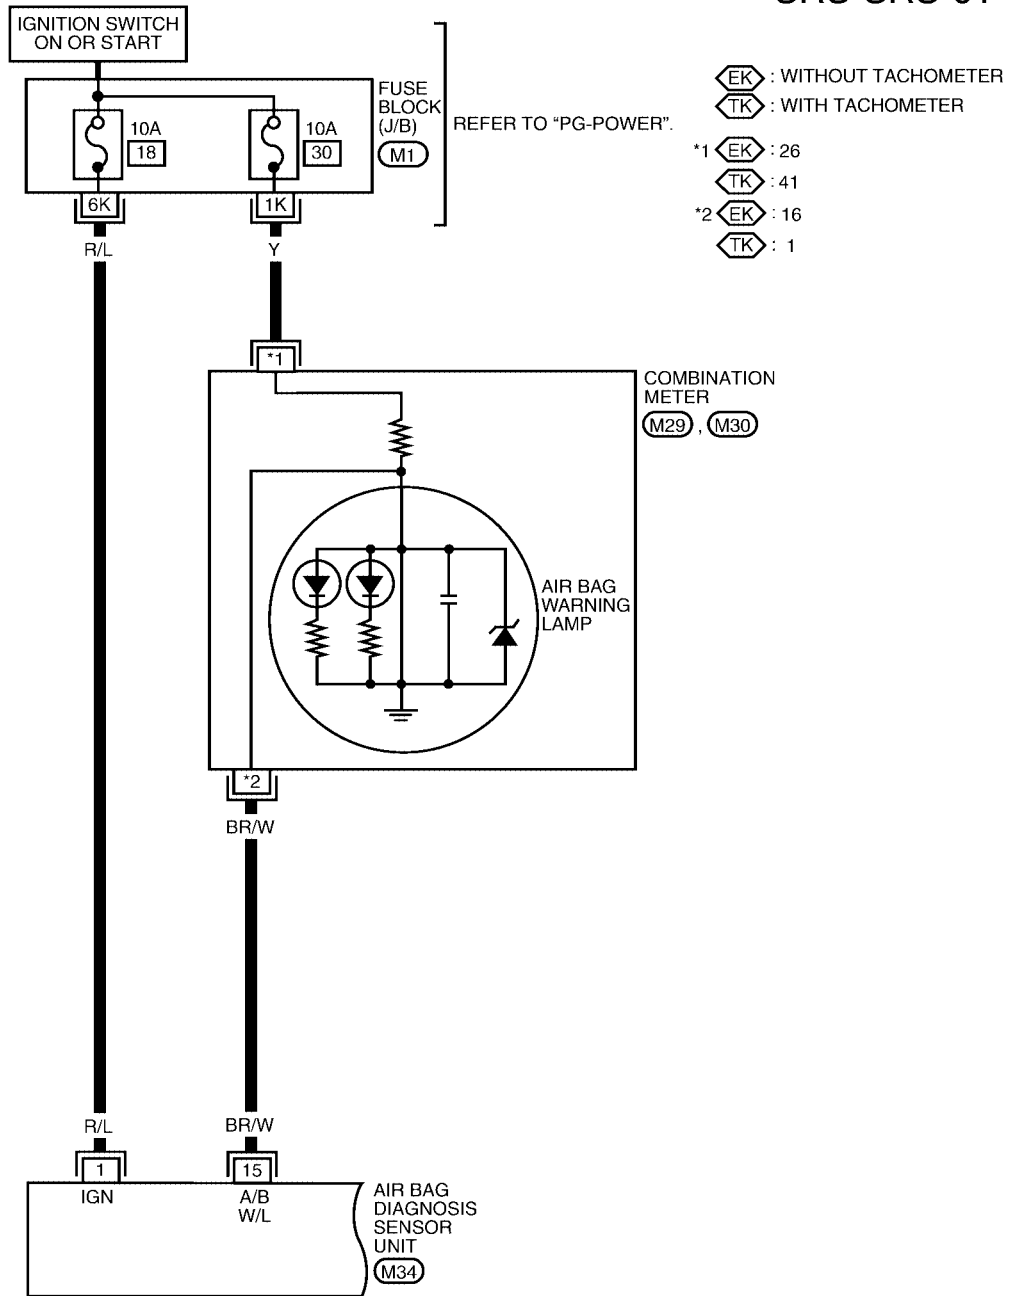 IGNITION SWITCH
ON OR START
FUSE
BLOCK
(J/B)
M1
10A
18
10A
30
REFER TO “PG-POWER”.
6K
1K
R/L
Y
EK : WITHOUT TACHOMETER
TK : WITH TACHOMETER
*1 EK : 26
TK : 41
*2 EK : 16
TK : 1
*1
COMBINATION
METER
M29 , M30
AIR BAG
WARNING
LAMP
*2
BR/W
R/L
BR/W
1
15
IGN
A/B
W/L
AIR BAG
DIAGNOSIS
SENSOR
UNIT
M34